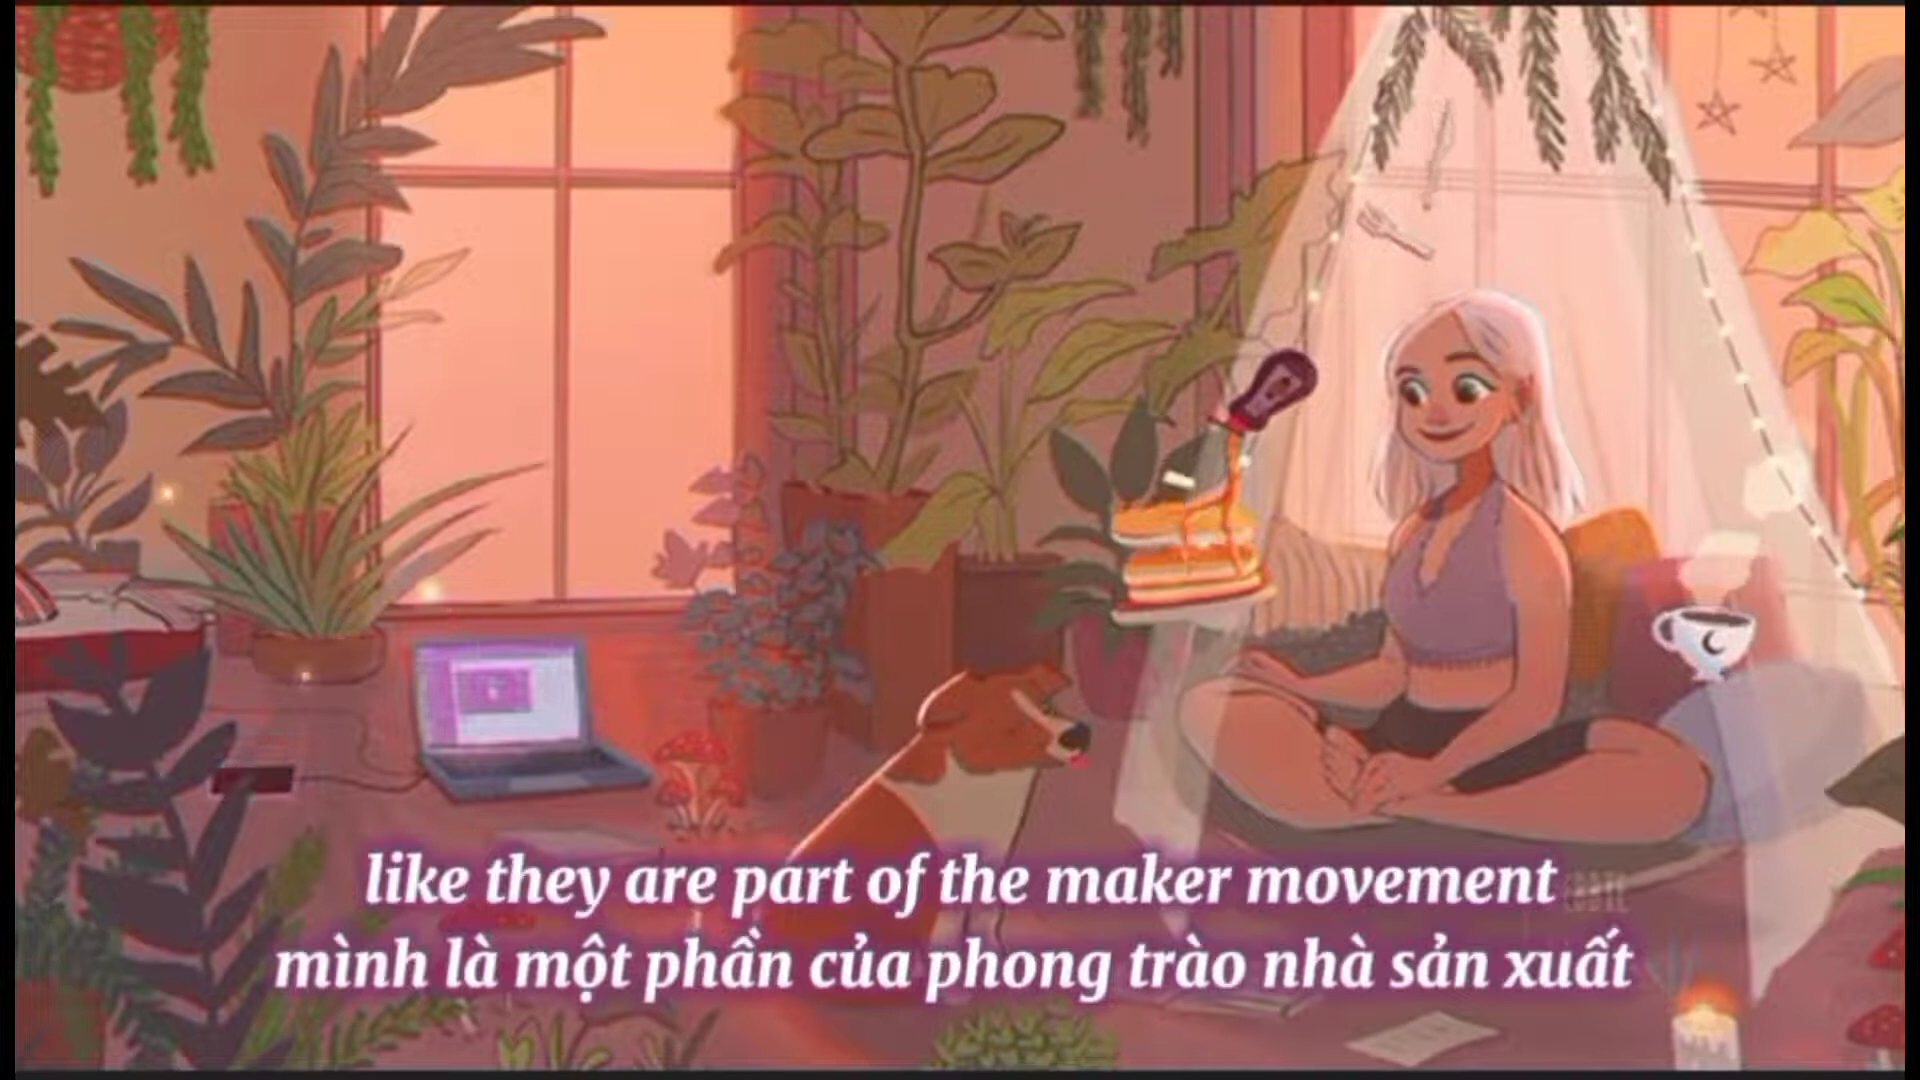 like they are part of the maker movement
mình là một phần của phong trào nhà sản xuất